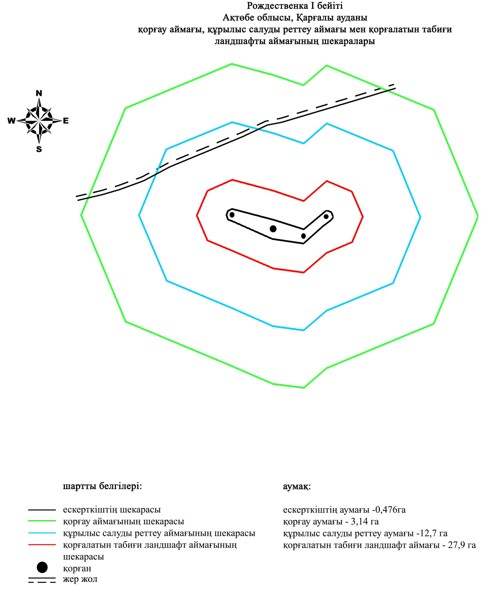 Рождественка I бейіті
Ақтөбе облысы, Қарғалы ауданы
қорғау аймағы, құрылыс салуды реттеу аймағы мен қорғалатын табиғи
ландшафты аймағының шекаралары
N
W E
S
шартты белгілері: аумақ:
ескерткіштің шекарасы ескерткіштің аумағы -0,476га
қорғау аймағының шекарасы қорғау аумағы - 3,14 га
құрылыс салуды реттеу аймағының шекарасы құрылыс салуды реттеу аумағы -12,7 га
қорғалатын табиғи ландшафт аймағының қорғалатын табиғи ландшафт аймағы - 27,9 га
шекарасы
қорған
жер жол